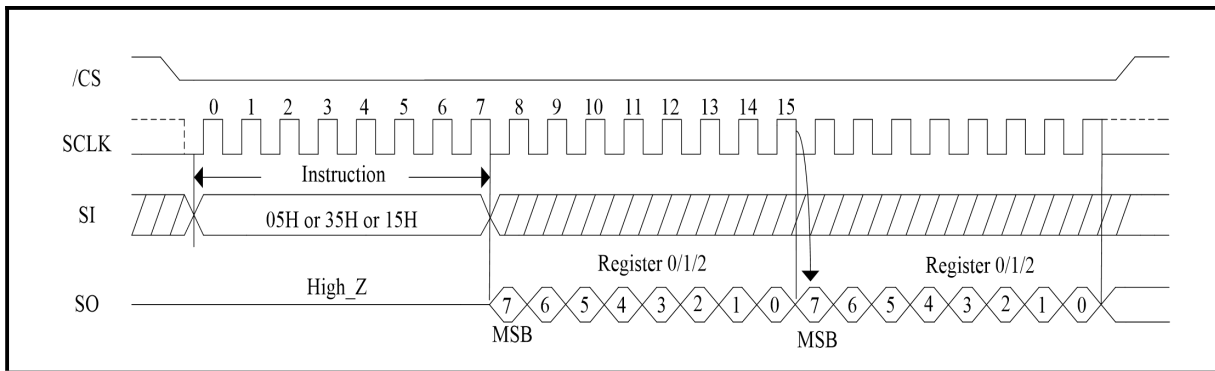 /CS
0 1 2 3 4 5 6 7 8 9 10 11 12 13 14 15
SCLK
Instruction
SI
05H or 35H or 15H
Register 0/1/2
Register 0/1/2
High_Z
SO
7 6 5 4 3 2 1 0 7 6 5 4 3 2 1 0
MSB
MSB